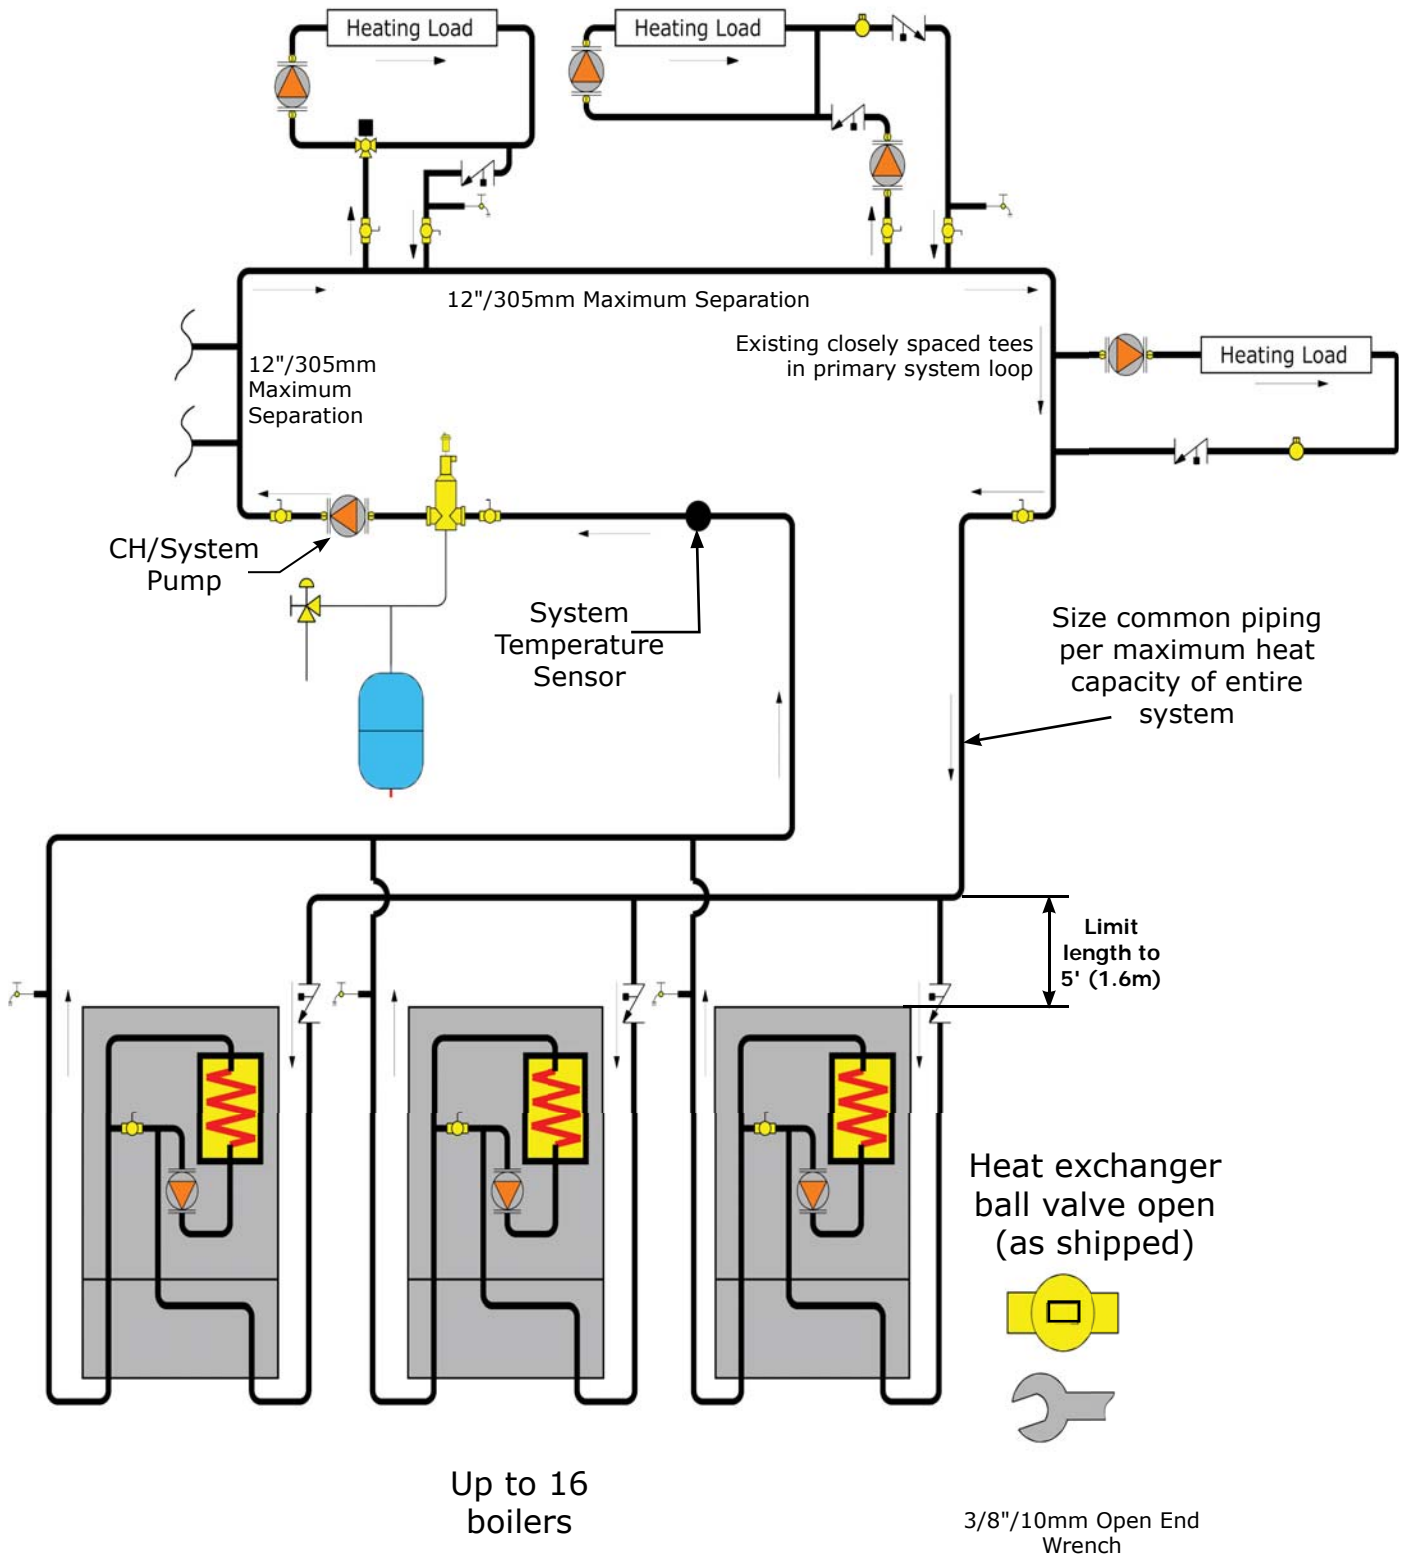 Heating Load
Heating Load
12"/305mm Maximum Separation
Existing closely spaced tees
in primary system loop
Heating Load
12"/305mm
Maximum
Separation
CH/System
Pump
System
Temperature
Sensor
Size common piping
per maximum heat
capacity of entire
system
Limit
length to
5' (1.6m)
Heat exchanger
ball valve open
(as shipped)
Up to 16
boilers
3/8"/10mm Open End
Wrench